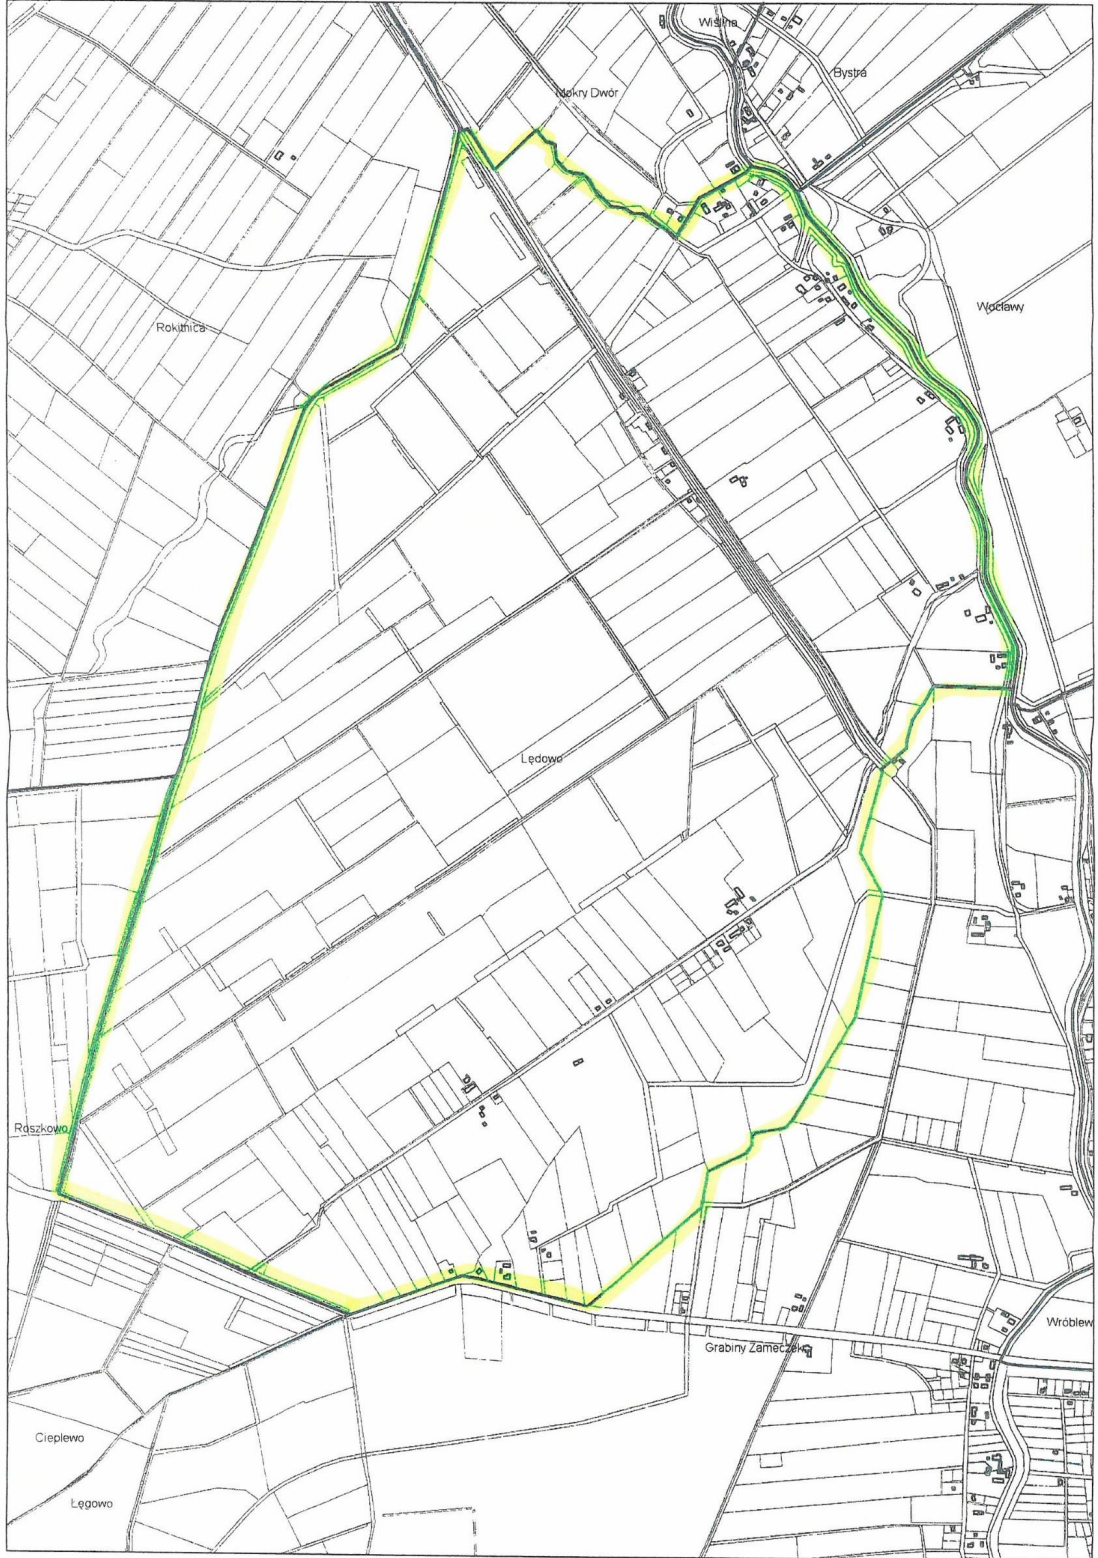 Wiślina
Bystra
Mokry Dwór
Wocławy
Rokitnica
Lędowo
Roszkowo
Wróblew
Grabiny Zameczek
Cieplewo
Łęgowo